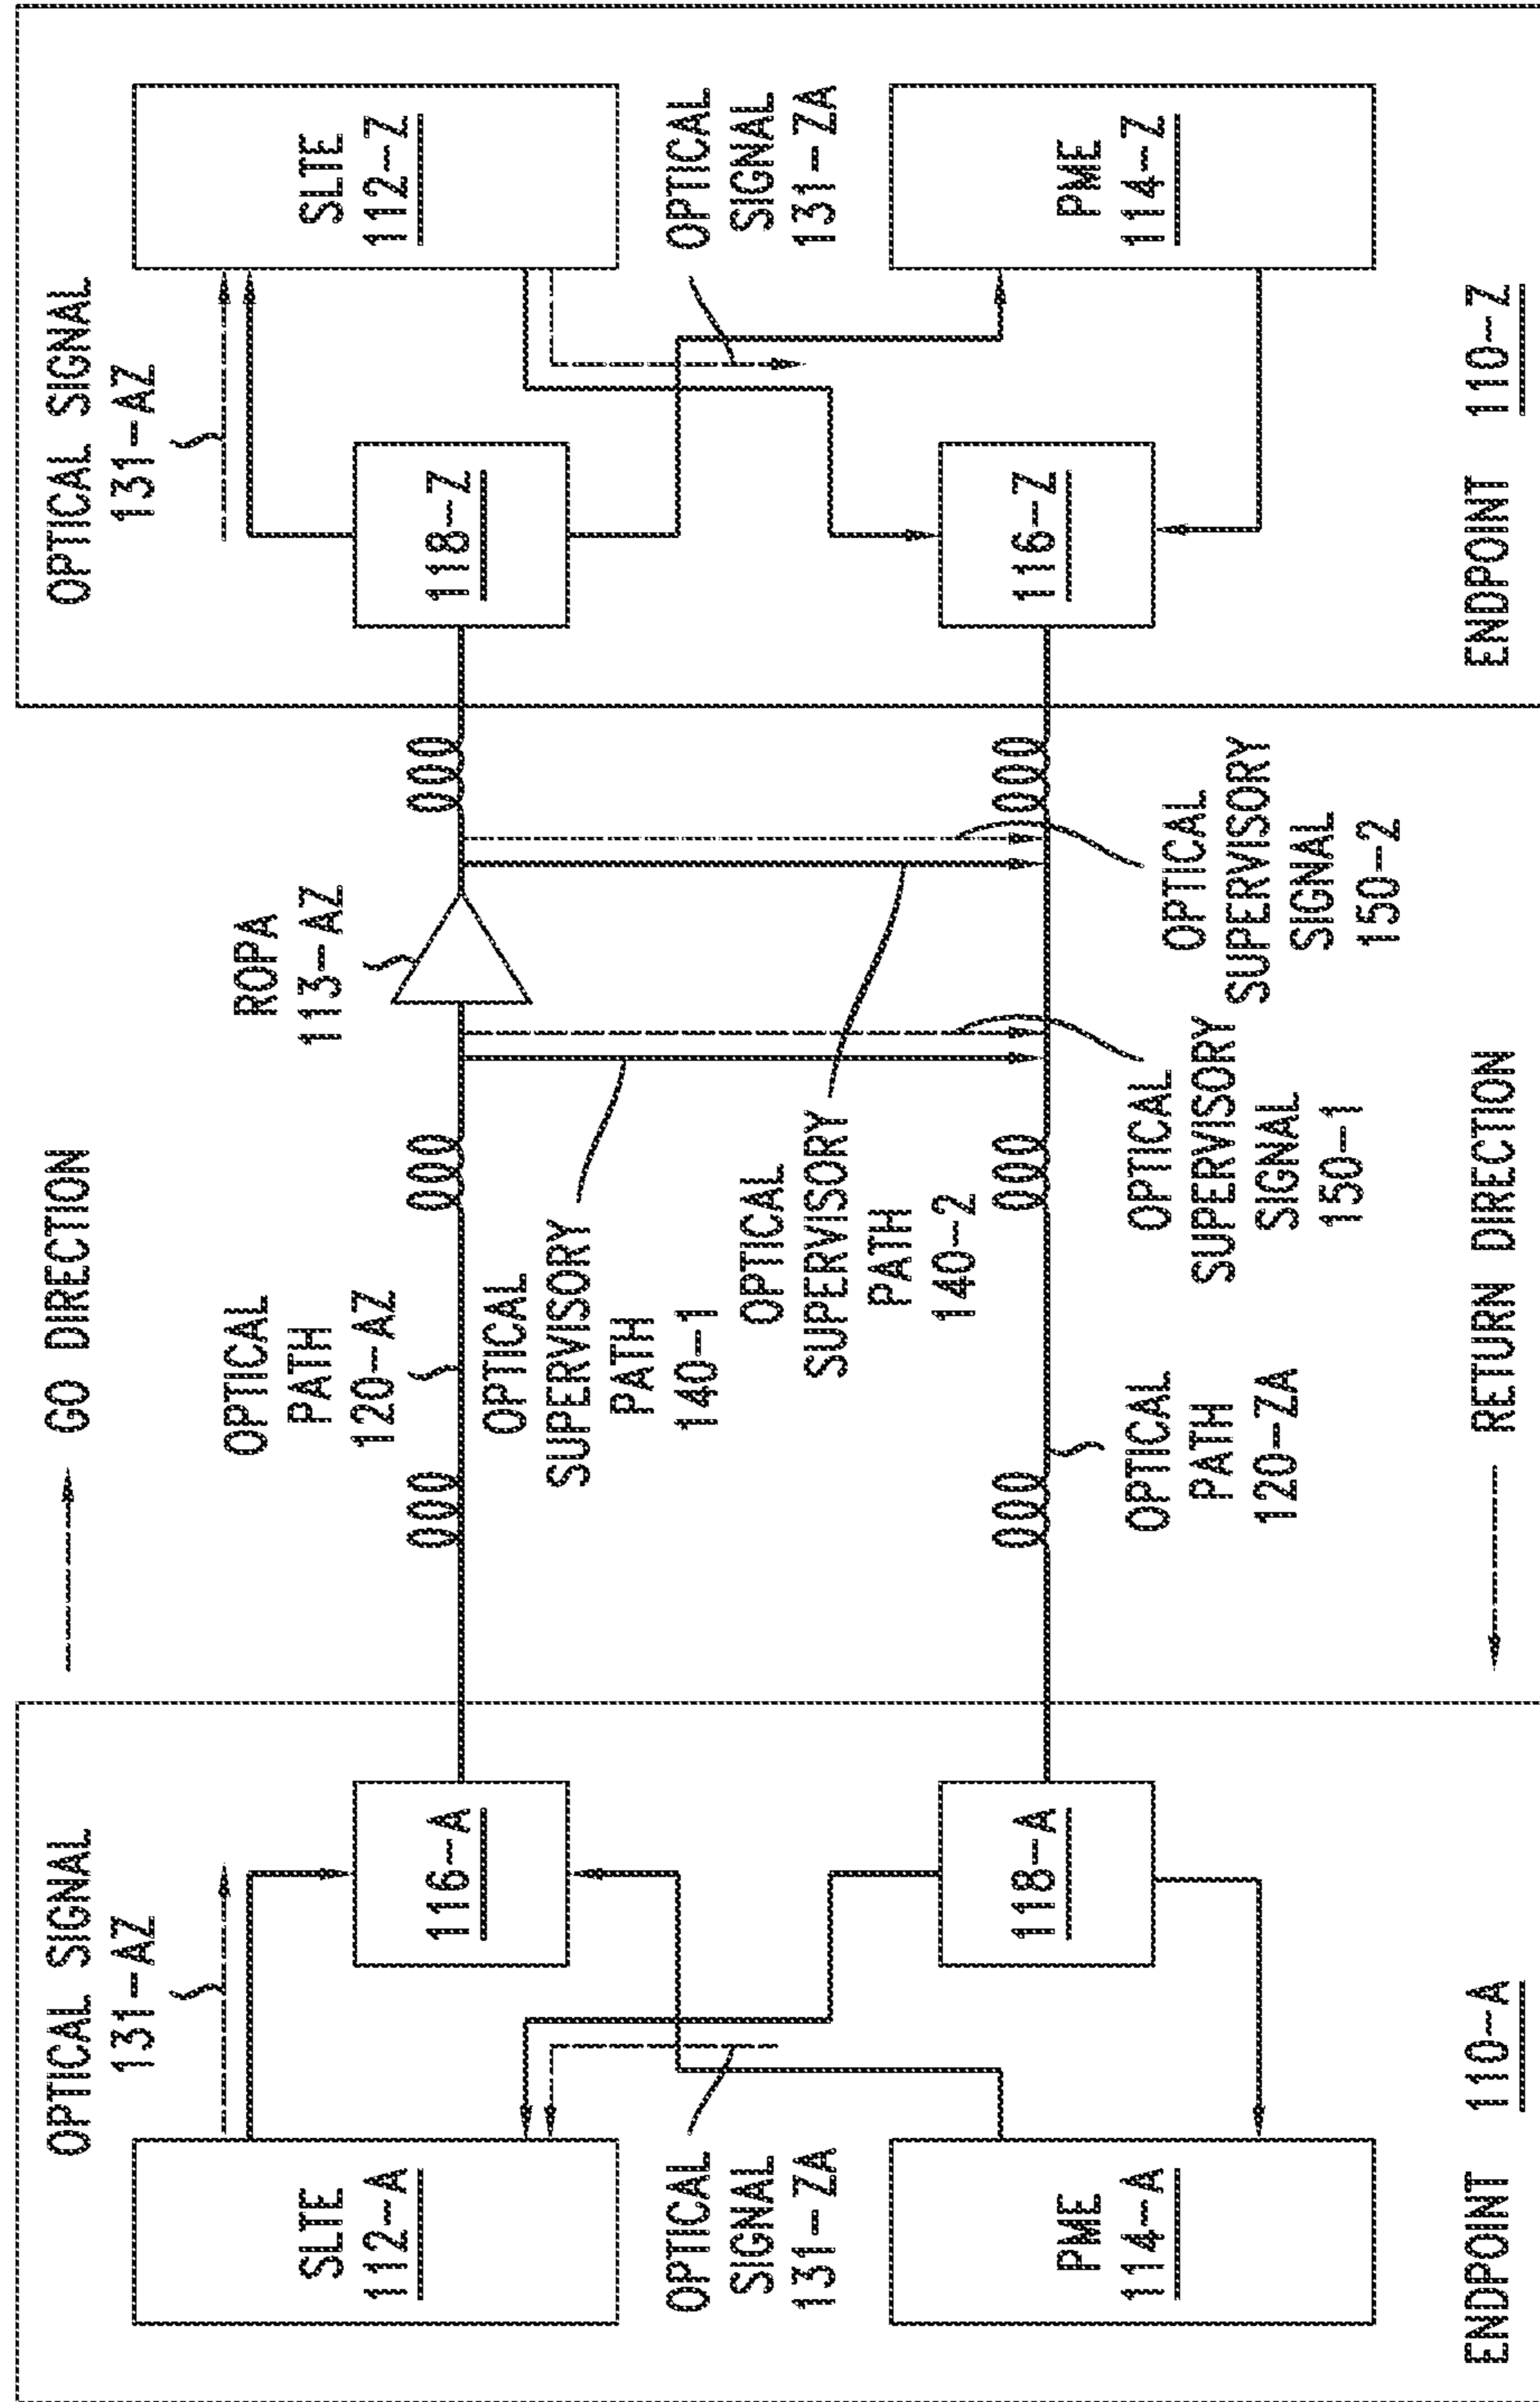 GO DIRECTION
OPTICAL SIGNAL
131-AZ
SLTE
112-A
116-A
OPTICAL
SIGNAL
131-ZA
PME
114-A
118-A
ENDPOINT 110-A
OPTICAL
PATH
120-AZ
ROPA
113-AZ
OPTICAL
SUPERVISORY
PATH
140-1
OPTICAL
SUPERVISORY
PATH
140-2
OPTICAL
PATH
120-ZA
OPTICAL
SUPERVISORY
SIGNAL
150-1
OPTICAL
SUPERVISORY
SIGNAL
150-2
RETURN DIRECTION
OPTICAL SIGNAL
131-AZ
SLTE
112-Z
118-Z
OPTICAL
SIGNAL
131-ZA
PME
114-Z
116-Z
ENDPOINT 110-Z